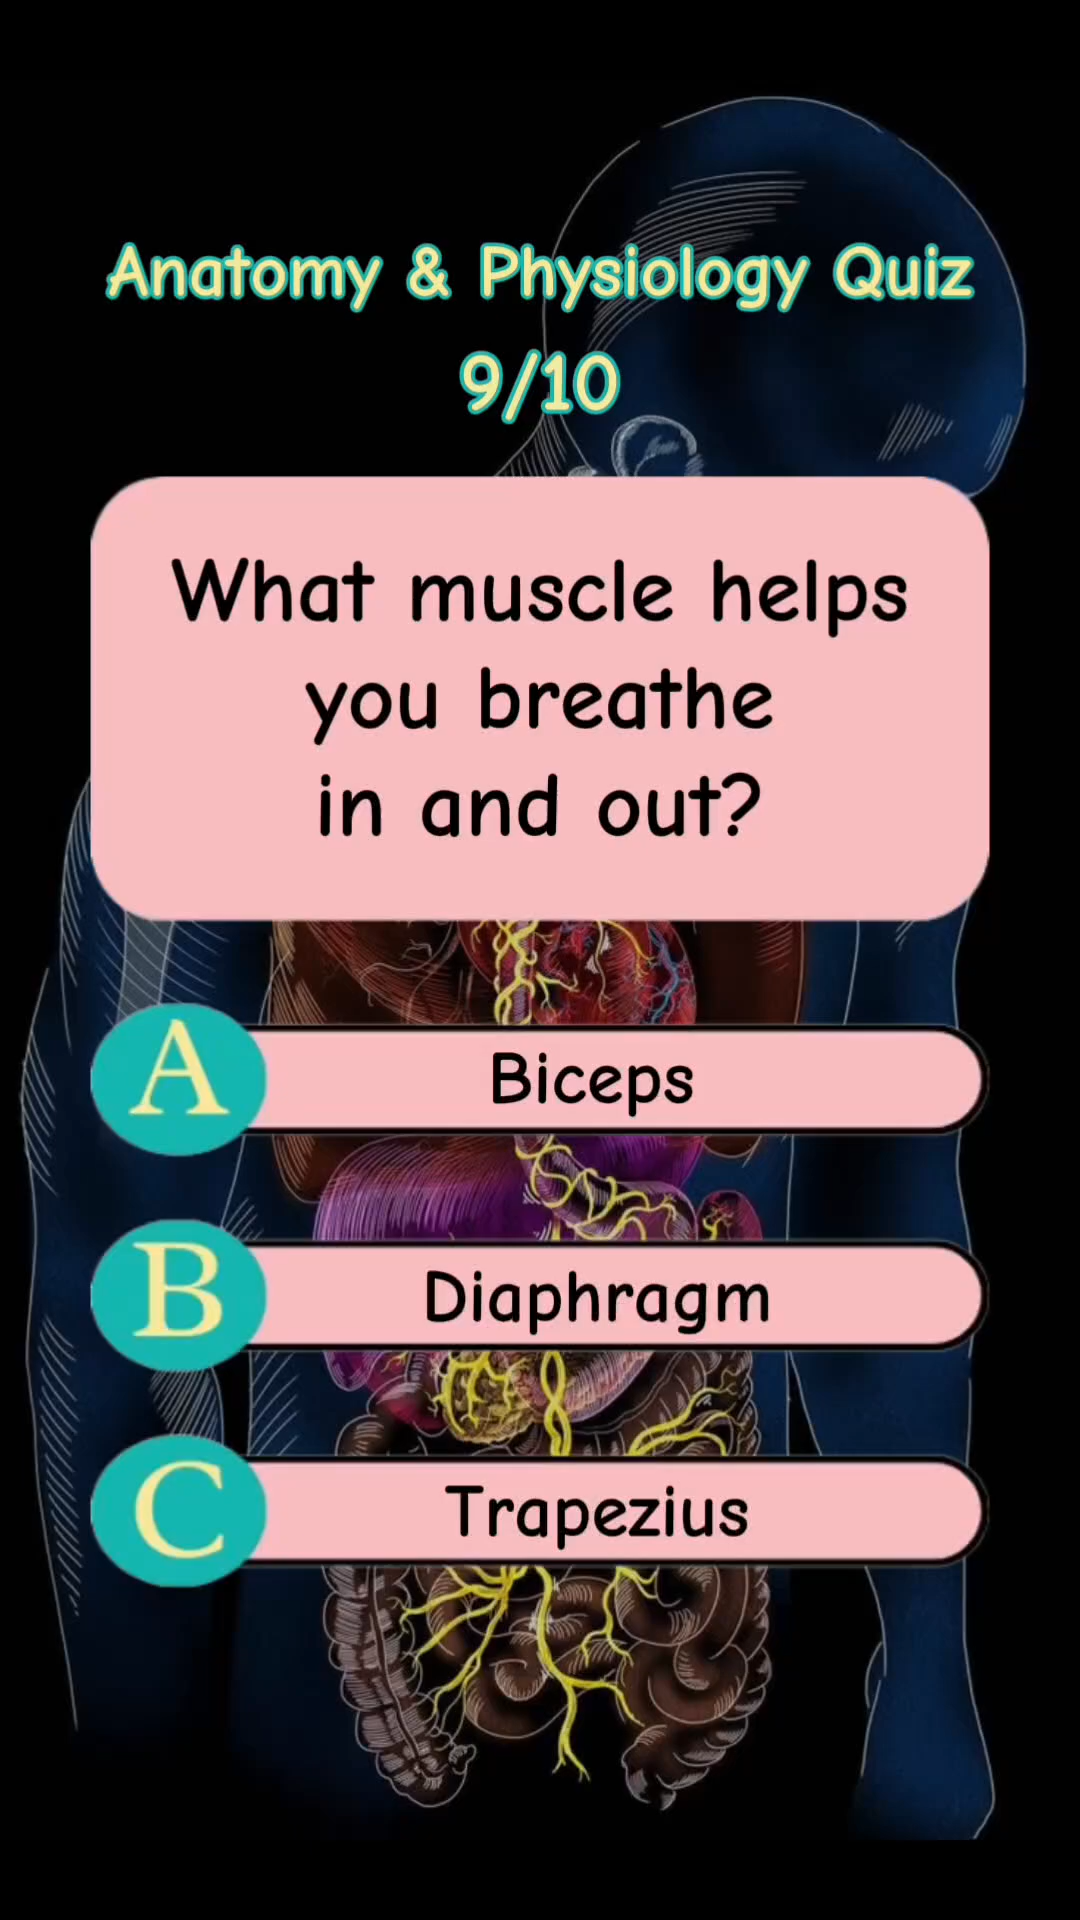 Anatomy & Physiology Quiz
9/10
What muscle helps
you breathe
in and out?
A
Biceps
B
Diaphragm
C
Trapezius